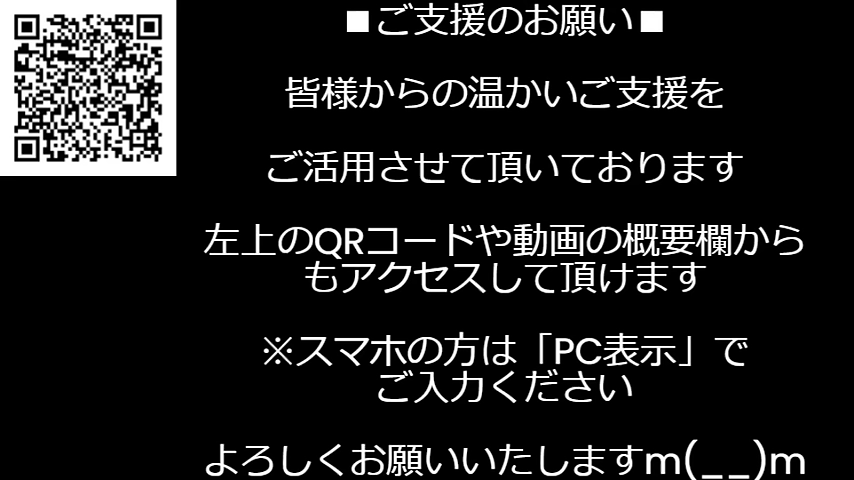 ■ご支援のお願い■
皆様からの温かいご支援を
ご活用させて頂いております
左上のQRコードや動画の概要欄から
もアクセスして頂けます
※スマホの方は「PC表示」で
ご入力ください
よろしくお願いいたしますm(__)m